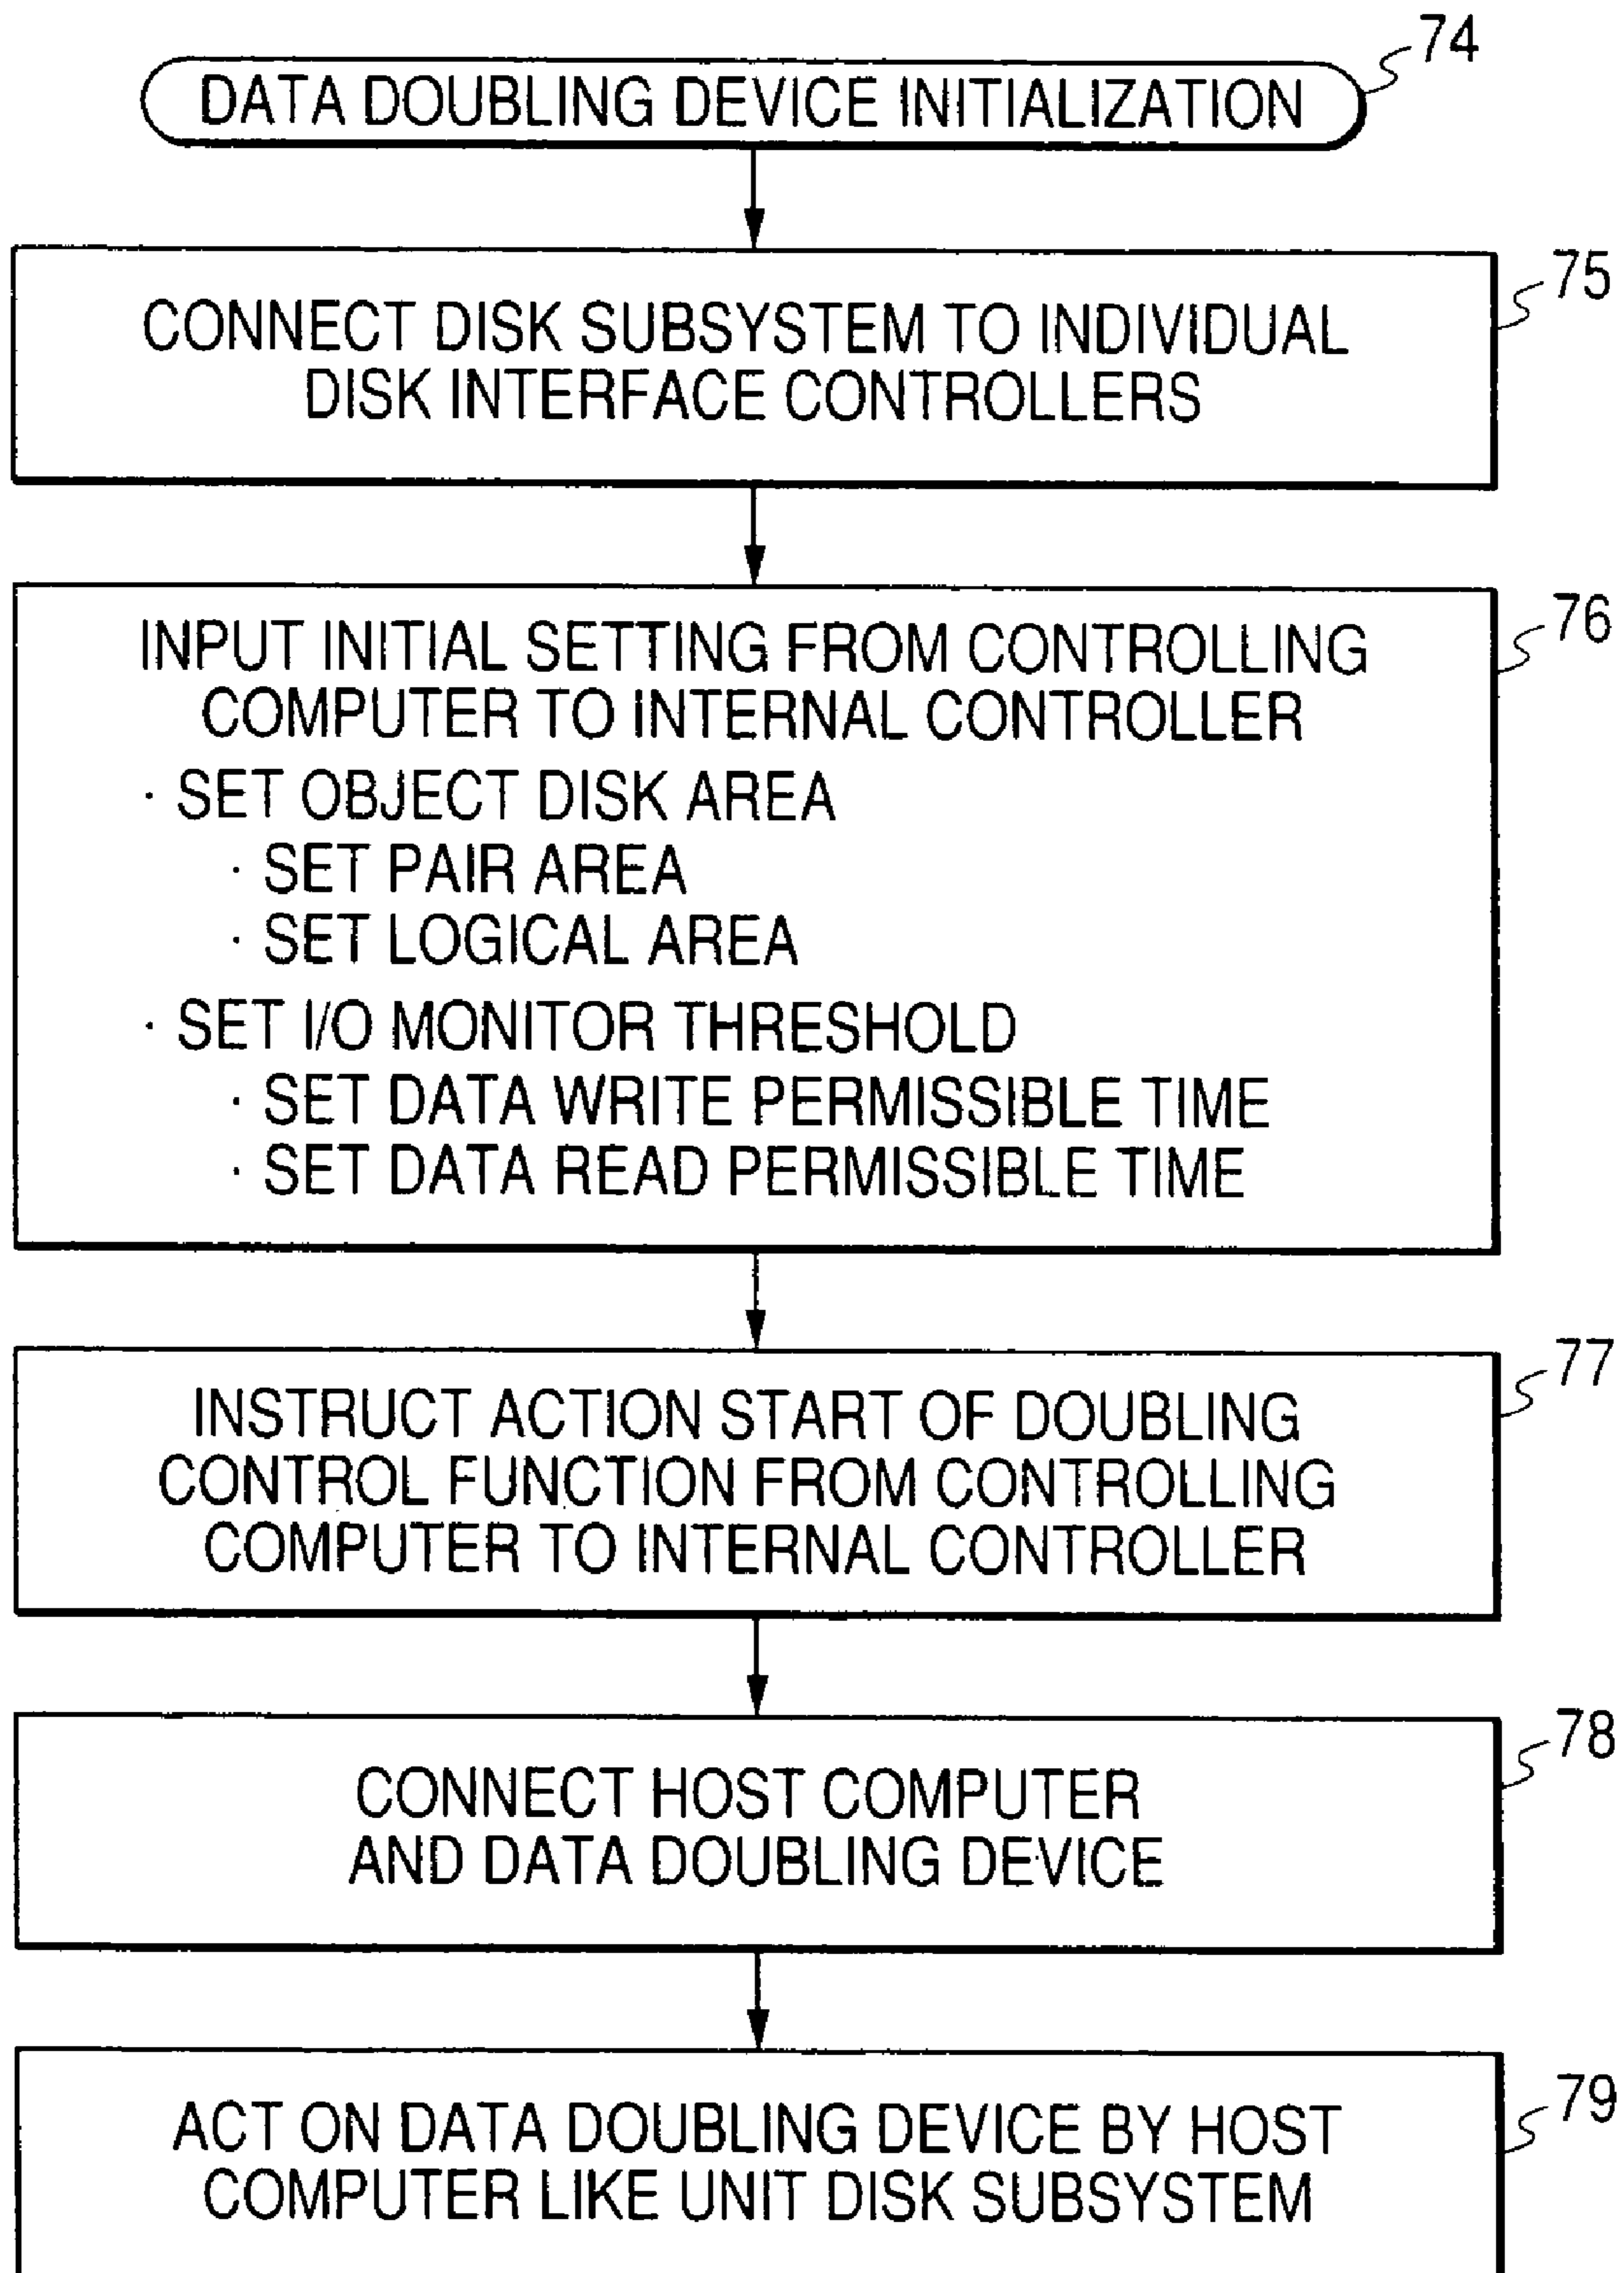 74
DATA DOUBLING DEVICE INITIALIZATION
75
CONNECT DISK SUBSYSTEM TO INDIVIDUAL
DISK INTERFACE CONTROLLERS
76
INPUT INITIAL SETTING FROM CONTROLLING
COMPUTER TO INTERNAL CONTROLLER
· SET OBJECT DISK AREA
· SET PAIR AREA
· SET LOGICAL AREA
· SET I/O MONITOR THRESHOLD
· SET DATA WRITE PERMISSIBLE TIME
· SET DATA READ PERMISSIBLE TIME
77
INSTRUCT ACTION START OF DOUBLING
CONTROL FUNCTION FROM CONTROLLING
COMPUTER TO INTERNAL CONTROLLER
78
CONNECT HOST COMPUTER
AND DATA DOUBLING DEVICE
79
ACT ON DATA DOUBLING DEVICE BY HOST
COMPUTER LIKE UNIT DISK SUBSYSTEM